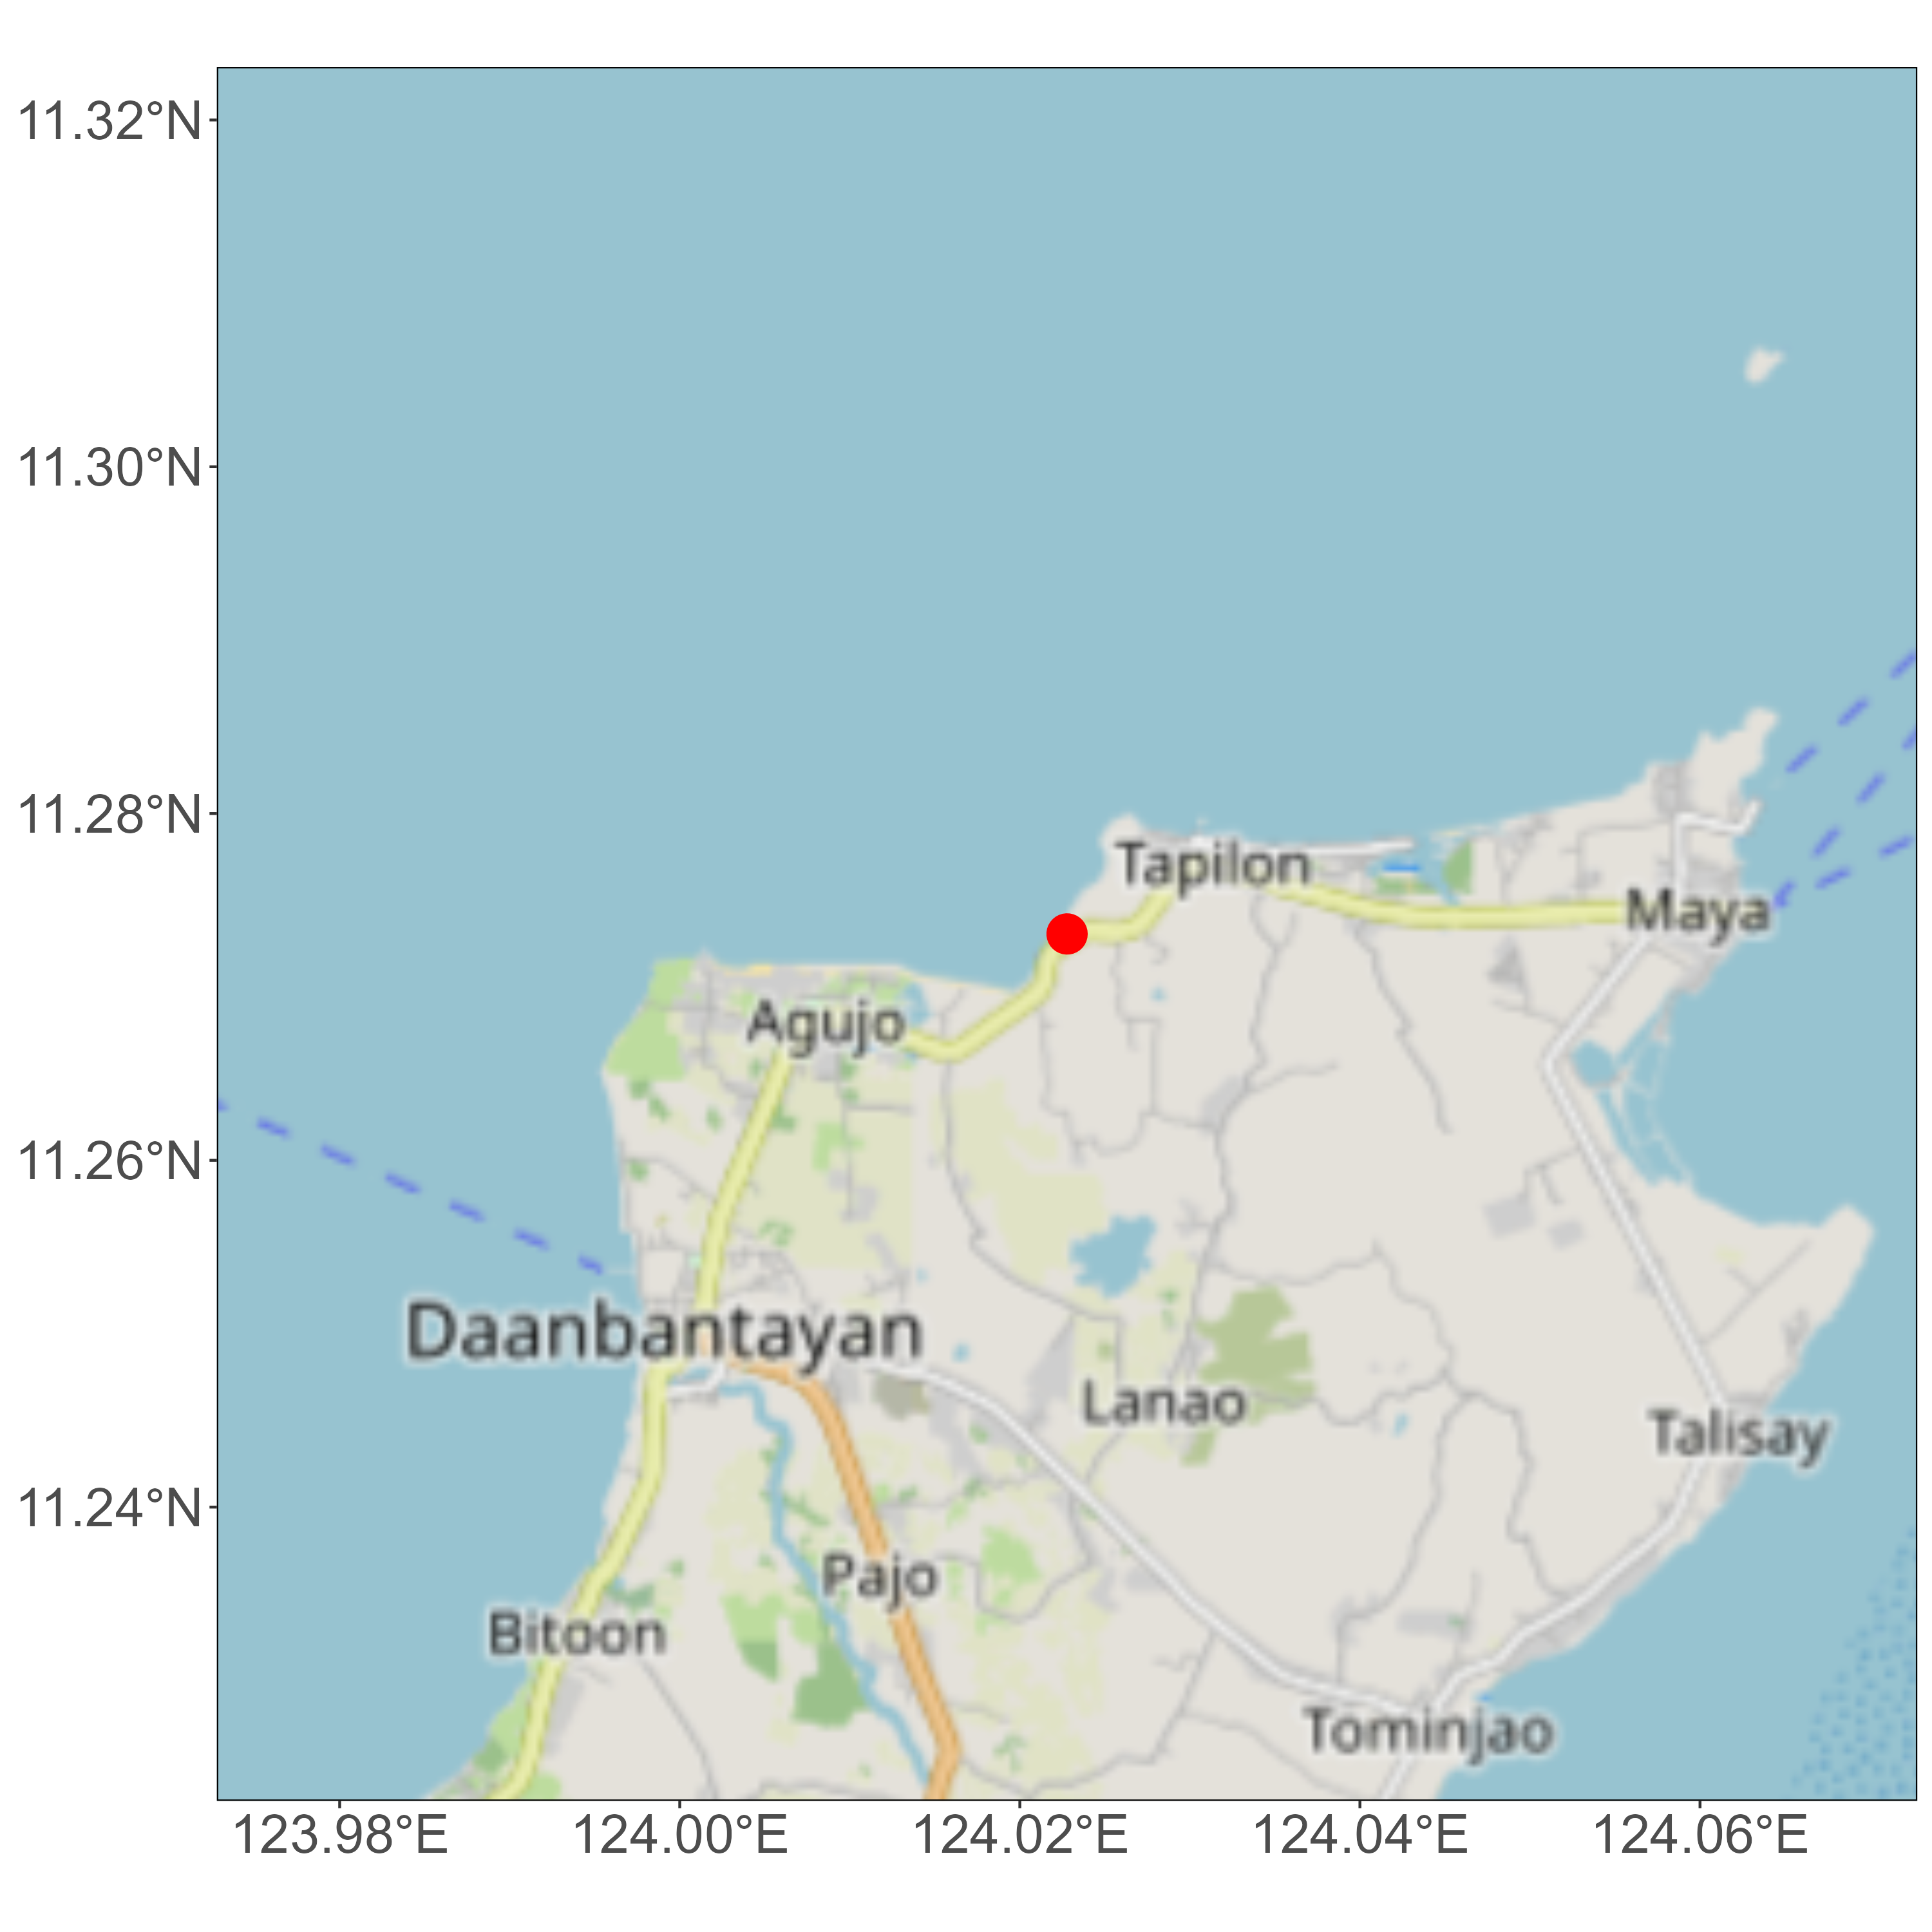 11.32°N
11.30°N
11.28°N
Tapilon
Maya
Agujo
11.26°N
Daanbantayan
Lanao
Talisay
11.24°N
Pajo
Bitoon
Tominjao
123.98°E 124.00°E 124.02°E 124.04°E 124.06°E